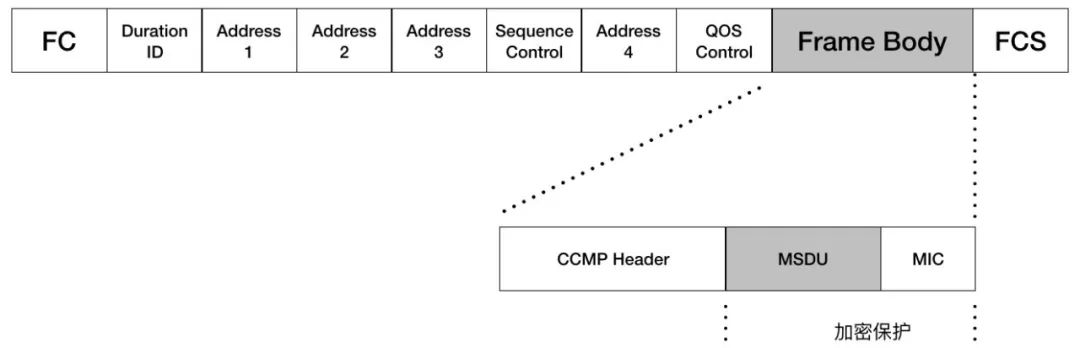 FC
Duration
ID
Address
1
Address
2
Address
3
Sequence
Control
Address
4
QOS
Control
Frame Body
FCS
CCMP Header
MSDU
MIC
加密保护